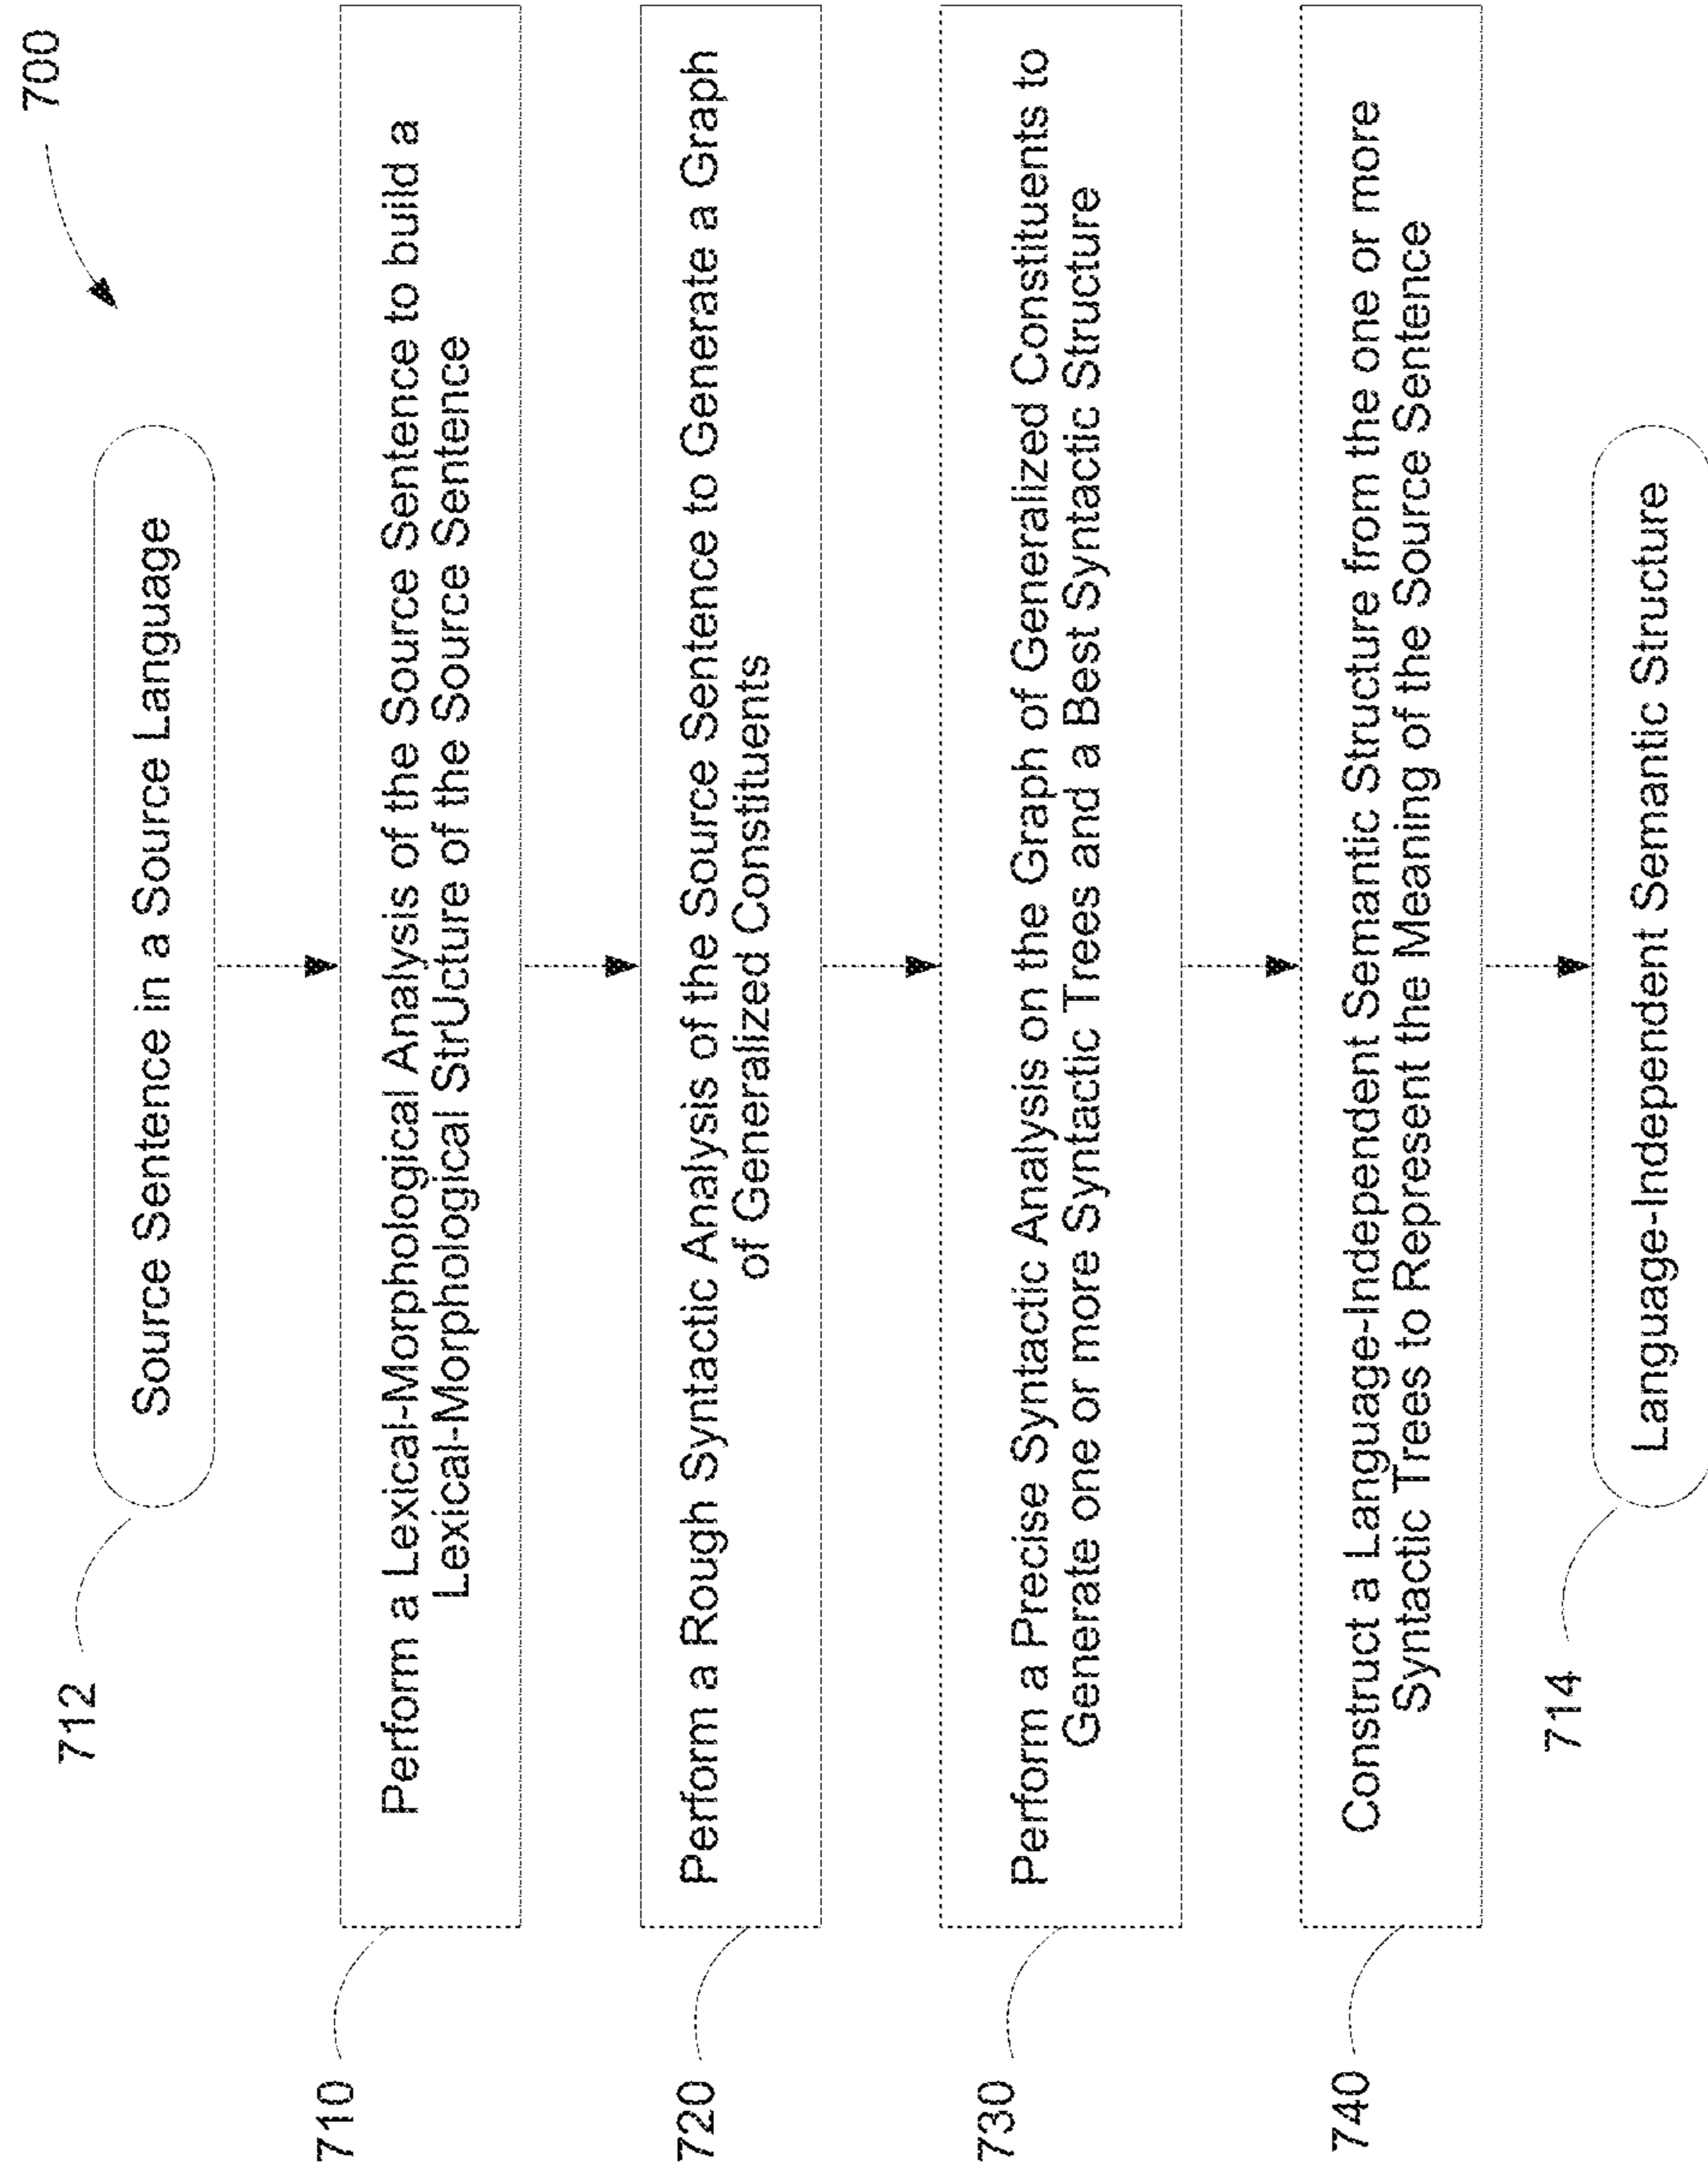 700
712
Source Sentence in a Source Language
710
Perform a Lexical-Morphological Analysis of the Source Sentence to build a
Lexical-Morphological StrUcture of the Source Sentence
720
Perform a Rough Syntactic Analysis of the Source Sentence to Generate a Graph
of Generalized Constituents
730
Perform a Precise Syntactic Analysis on the Graph of Generalized Constituents to
Generate one or more Syntactic Trees and a Best Syntactic Structure
740
Construct a Language-Independent Semantic Structure from the one or more
Syntactic Trees to Represent the Meaning of the Source Sentence
714
Language-Independent Semantic Structure